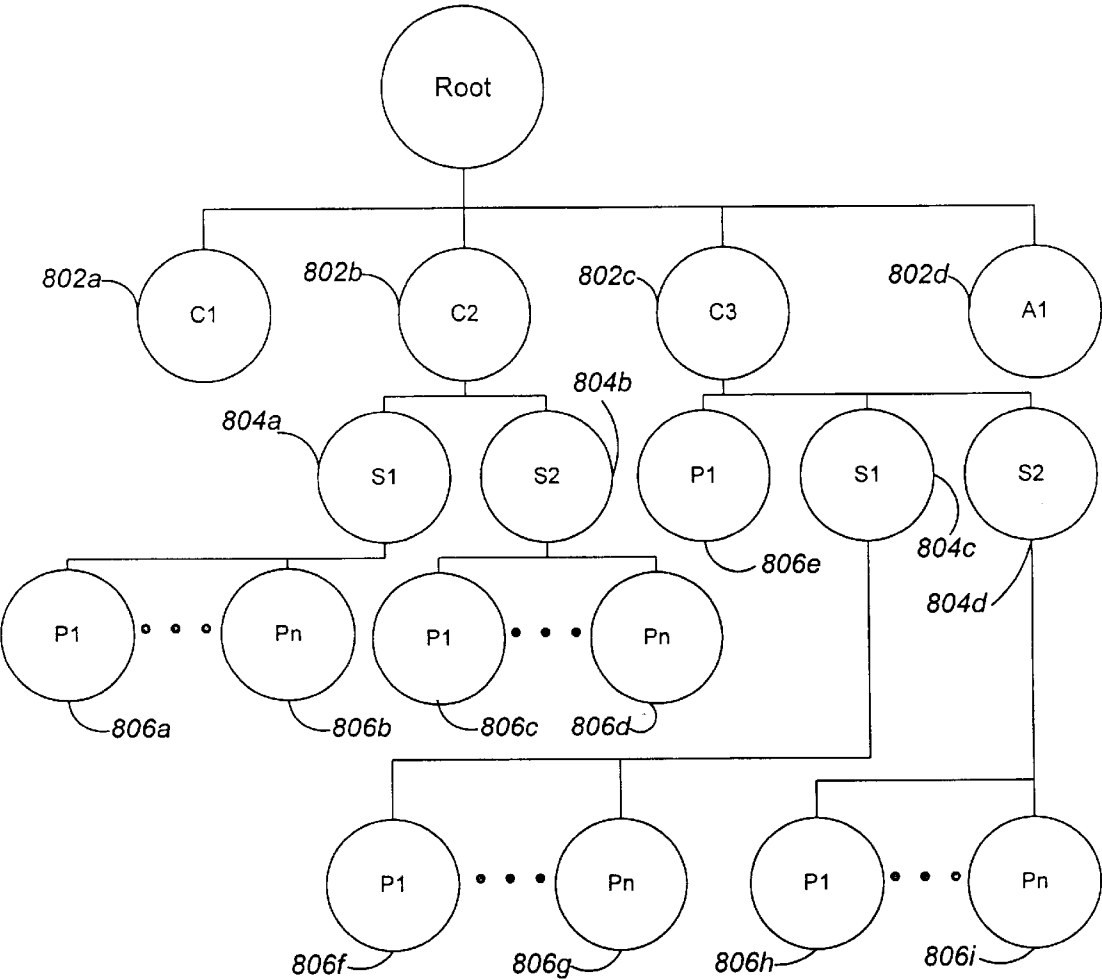 Root
802a
802b
802c
802d
C1
C2
C3
A1
804a
804b
S1
S2
P1
S1
S2
804c
806e
804d
P1
Pn
P1
Pn
806a
806b
806c
806d
P1
Pn
P1
Pn
806f
806g
806h
806i